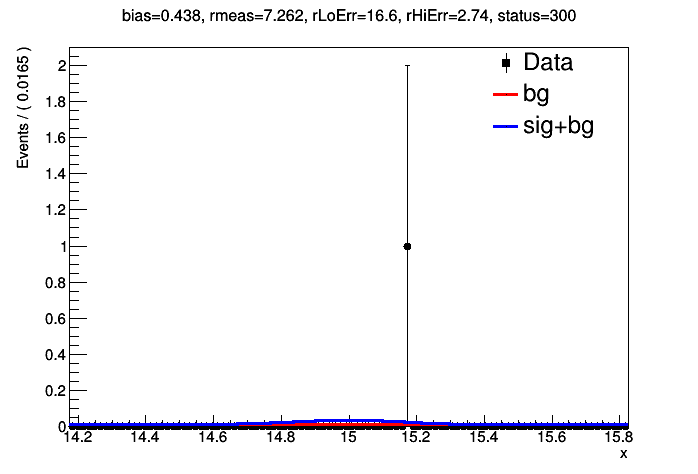 bias=0.438, rmeas=7.262, rLoErr=16.6, rHiErr=2.74, status=300
Events / ( 0.0165 )
2
1.8
1.6
1.4
1.2
1
0.8
0.6
0.4
0.2
0
Data
bg
sig+bg
14.2 14.4 14.6 14.8 15 15.2 15.4 15.6 15.8
x